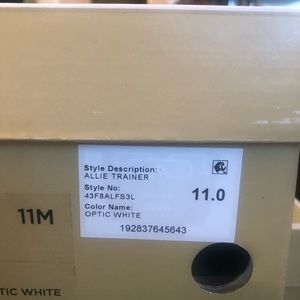 Style Description:
ALLIE TRAINER
Style No:
43F8ALFS3L
11.0
Color Name:
OPTIC WHITE
192837645643
11M
TIC WHITE